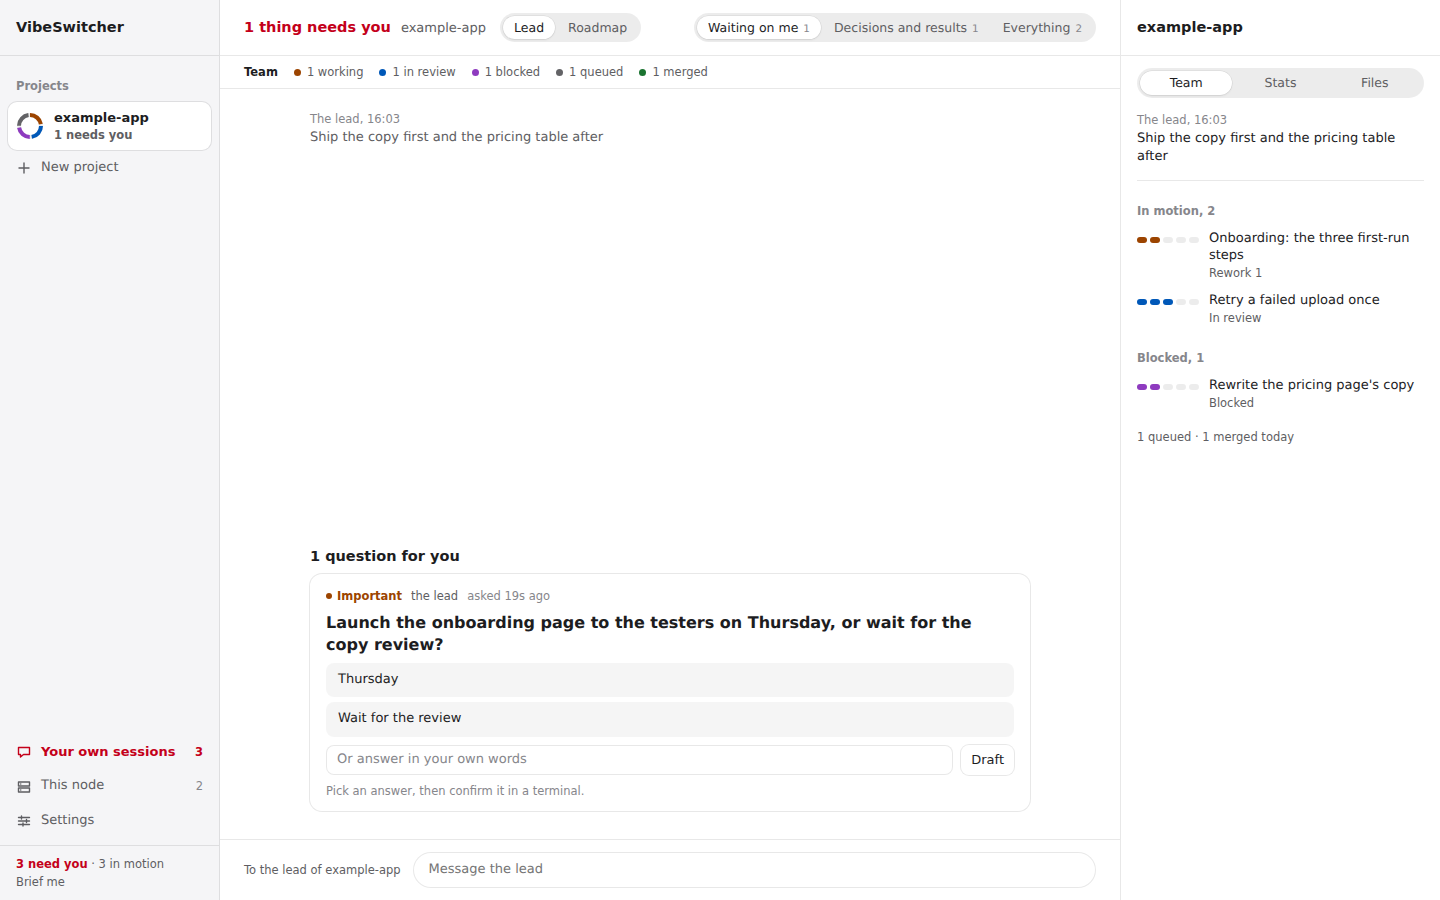 VibeSwitcher
Projects
example-app
1 needs you
New project
Your own sessions 3
This node 2
Settings
3 need you · 3 in motion
Brief me
1 thing needs you example-app Lead Roadmap Waiting on me 1 Decisions and results 1 Everything 2
Team 1 working 1 in review 1 blocked 1 queued 1 merged
The lead, 16:03
Ship the copy first and the pricing table after
1 question for you
Important the lead asked 19s ago
Launch the onboarding page to the testers on Thursday, or wait for the
copy review?
Thursday
Wait for the review
Or answer in your own words Draft
Pick an answer, then confirm it in a terminal.
To the lead of example-app Message the lead
example-app
Team Stats Files
The lead, 16:03
Ship the copy first and the pricing table
after
In motion, 2
Onboarding: the three first-run
steps
Rework 1
Retry a failed upload once
In review
Blocked, 1
Rewrite the pricing page's copy
Blocked
1 queued · 1 merged today